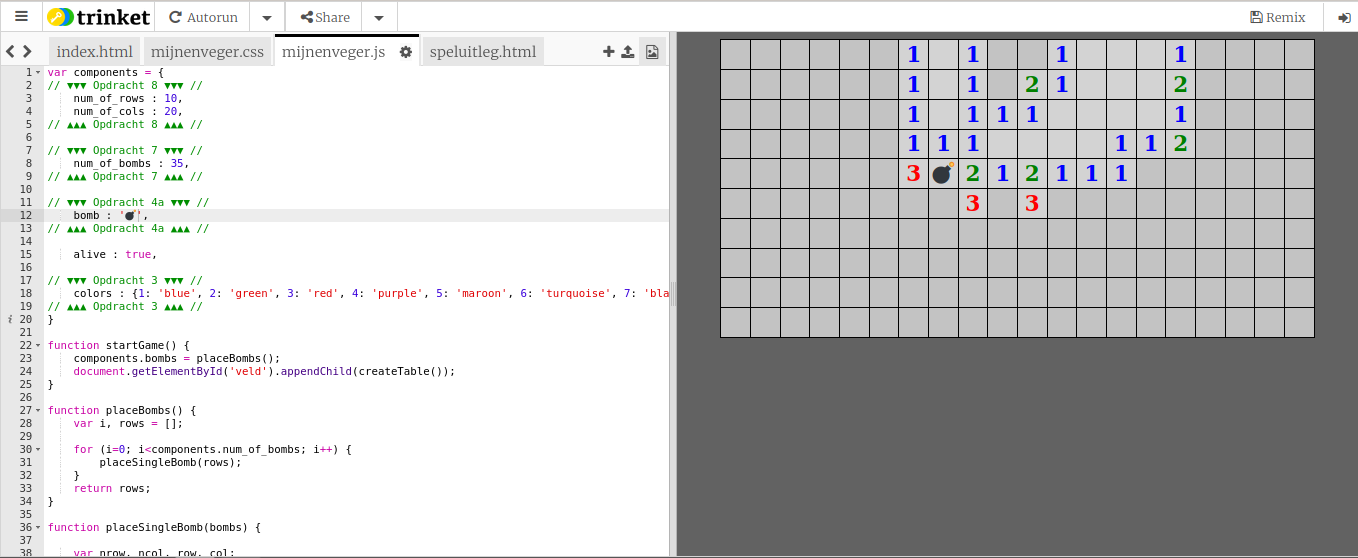 trinket Autorun Share Remix
index.html mijnenveger.css mijnenveger.js speluitleg.html
1 var components = {
2 // ▼▼▼ Opdracht 8 ▼▼▼ //
3 num_of_rows : 10,
4 num_of_cols : 20,
5 // ▲▲▲ Opdracht 8 ▲▲▲ //
6
7 // ▼▼▼ Opdracht 7 ▼▼▼ //
8 num_of_bombs : 35,
9 // ▲▲▲ Opdracht 7 ▲▲▲ //
10
11 // ▼▼▼ Opdracht 4a ▼▼▼ //
12 bomb : '💣',
13 // ▲▲▲ Opdracht 4a ▲▲▲ //
14
15 alive : true,
16
17 // ▼▼▼ Opdracht 3 ▼▼▼ //
18 colors : {1: 'blue', 2: 'green', 3: 'red', 4: 'purple', 5: 'maroon', 6: 'turquoise', 7: 'bla
19 // ▲▲▲ Opdracht 3 ▲▲▲ //
i 20 }
21
22 function startGame() {
23 components.bombs = placeBombs();
24 document.getElementById('veld').appendChild(createTable());
25 }
26
27 function placeBombs() {
28 var i, rows = [];
29
30 for (i=0; i<components.num_of_bombs; i++) {
31 placeSingleBomb(rows);
32 }
33 return rows;
34 }
35
36 function placeSingleBomb(bombs) {
37
38 var nrow, ncol, row, col;
1 1 1 1
1 1 2 1 2
1 1 1 1 1
1 1 1 1 1 2
3 💣 2 1 2 1 1 1
3 3